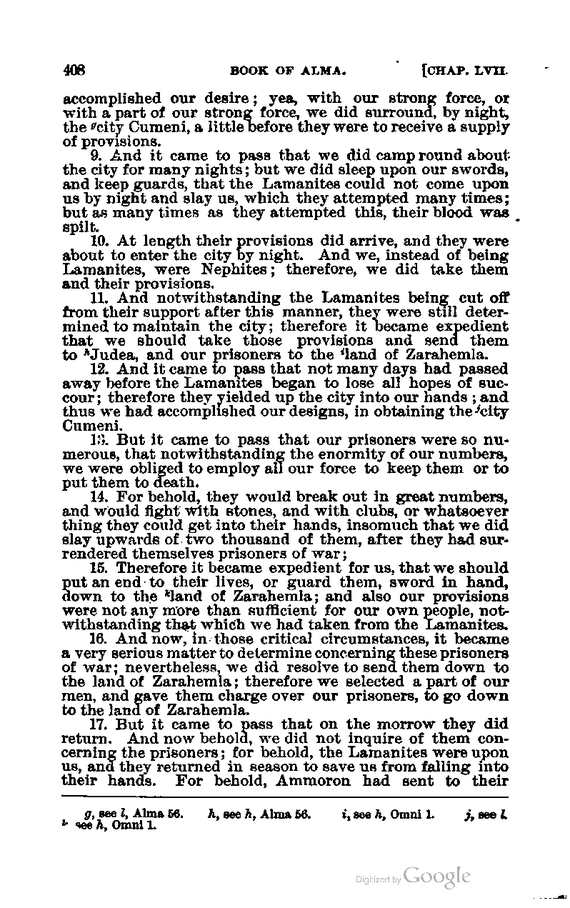 408 BOOK OF ALMA. [CHAP. LVII.
accomplished our desire; yea, with our strong force, or
with a part of our strong force, we did surround, by night,
the ᵍcity Cumeni, a little before they were to receive a supply
of provisions.
9. And it came to pass that we did camp round about
the city for many nights; but we did sleep upon our swords,
and keep guards, that the Lamanites could not come upon
us by night and slay us, which they attempted many times;
but as many times as they attempted this, their blood was
spilt.
10. At length their provisions did arrive, and they were
about to enter the city by night. And we, instead of being
Lamanites, were Nephites; therefore, we did take them
and their provisions.
11. And notwithstanding the Lamanites being cut off
from their support after this manner, they were still deter-
mined to maintain the city; therefore it became expedient
that we should take those provisions and send them
to ʰJudea, and our prisoners to the ⁱland of Zarahemla.
12. And it came to pass that not many days had passed
away before the Lamanites began to lose all hopes of suc-
cour; therefore they yielded up the city into our hands; and
thus we had accomplished our designs, in obtaining the ʲcity
Cumeni.
13. But it came to pass that our prisoners were so nu-
merous, that notwithstanding the enormity of our numbers,
we were obliged to employ all our force to keep them or to
put them to death.
14. For behold, they would break out in great numbers,
and would fight with stones, and with clubs, or whatsoever
thing they could get into their hands, insomuch that we did
slay upwards of two thousand of them, after they had sur-
rendered themselves prisoners of war;
15. Therefore it became expedient for us, that we should
put an end to their lives, or guard them, sword in hand,
down to the ᵏland of Zarahemla; and also our provisions
were not any more than sufficient for our own people, not-
withstanding that which we had taken from the Lamanites.
16. And now, in those critical circumstances, it became
a very serious matter to determine concerning these prisoners
of war; nevertheless, we did resolve to send them down to
the land of Zarahemla; therefore we selected a part of our
men, and gave them charge over our prisoners, to go down
to the land of Zarahemla.
17. But it came to pass that on the morrow they did
return. And now behold, we did not inquire of them con-
cerning the prisoners; for behold, the Lamanites were upon
us, and they returned in season to save us from falling into
their hands. For behold, Ammoron had sent to their
g, see l, Alma 56. h, see h, Alma 56. i, see h, Omni 1. j, see l.
k, see h, Omni 1.
Digitized by Google